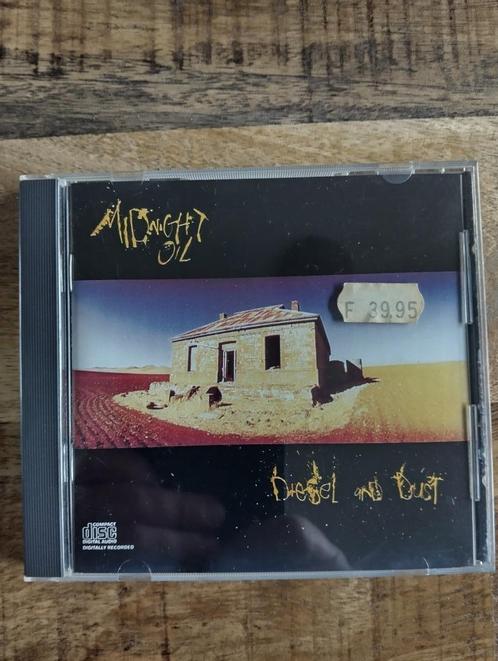 MIDNIGHT
OIL
F 39.95
DIESEL AND DUST
COMPACT
disc
DIGITAL AUDIO
DIGITALLY RECORDED